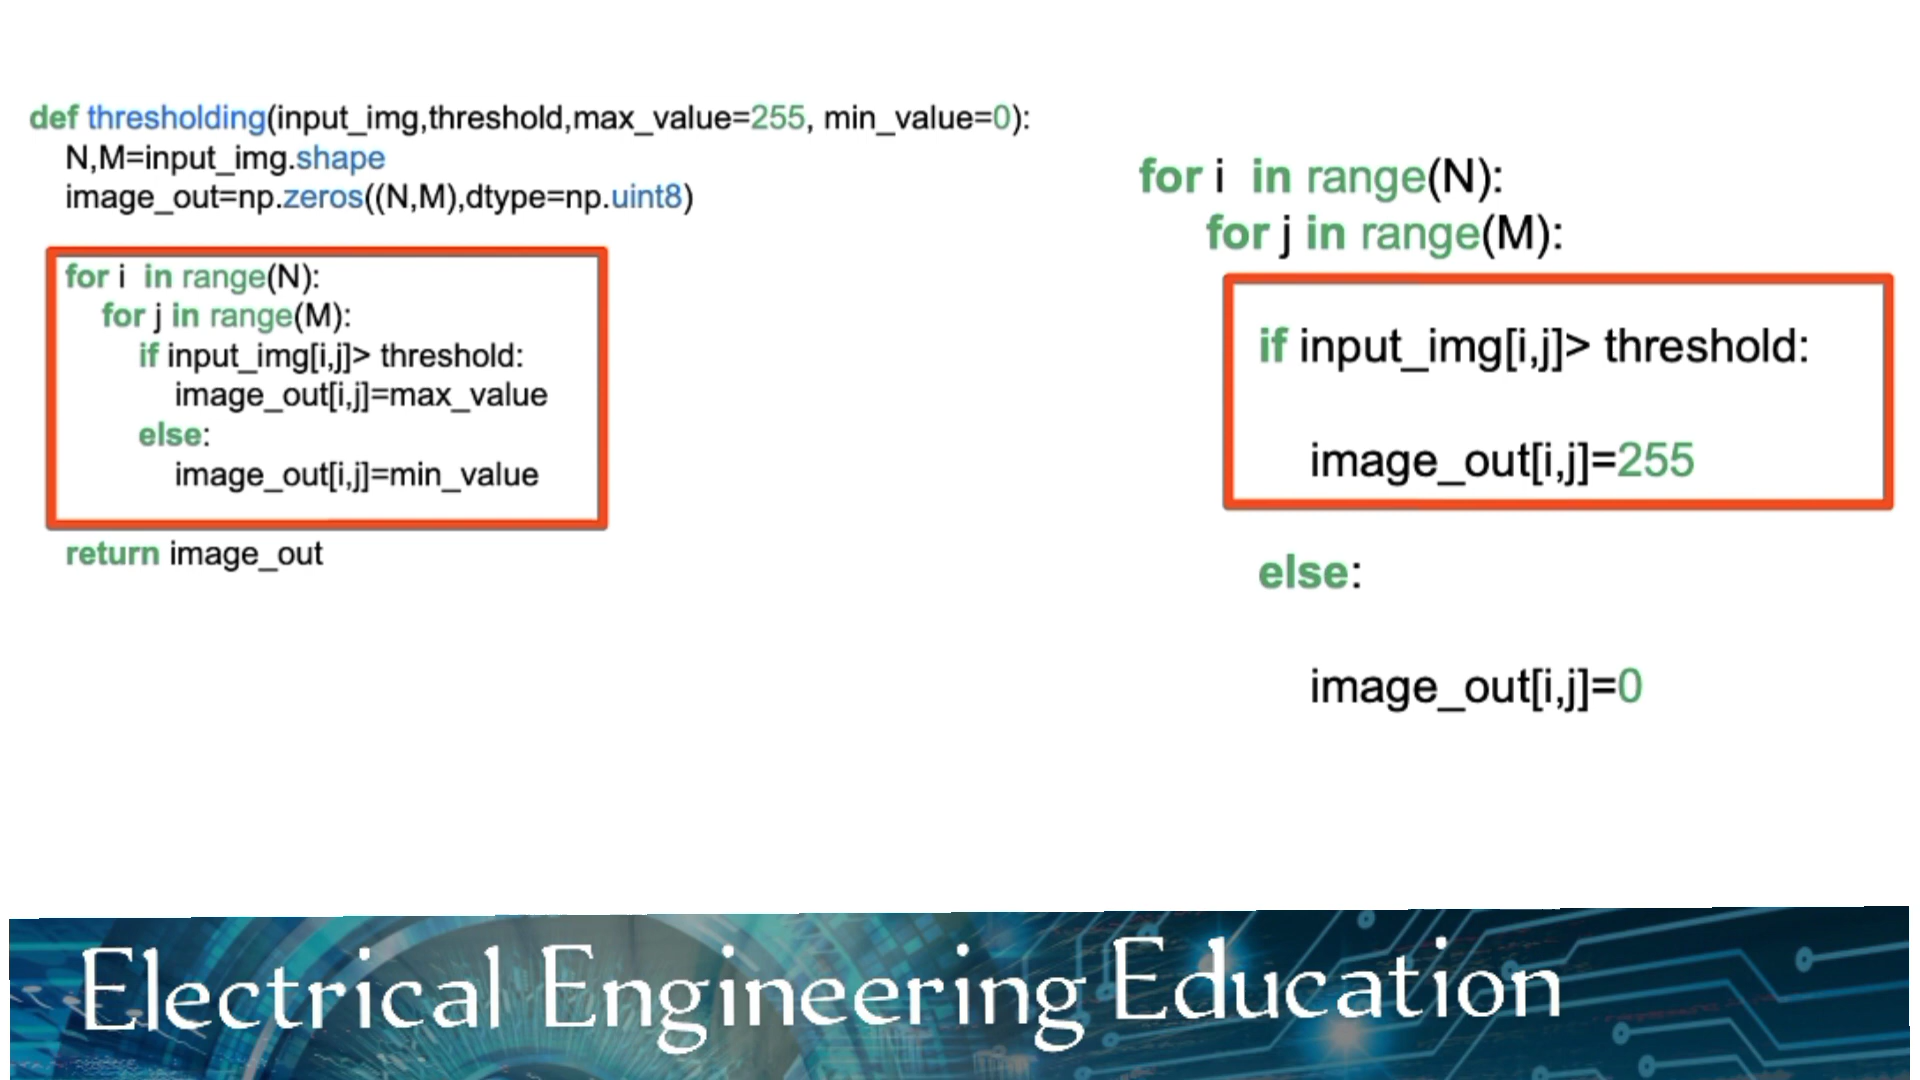 def thresholding(input_img,threshold,max_value=255, min_value=0):
N,M=input_img.shape
image_out=np.zeros((N,M),dtype=np.uint8)
for i  in range(N):
for j in range(M):
if input_img[i,j]> threshold:
image_out[i,j]=max_value
else:
image_out[i,j]=min_value
return image_out
for i  in range(N):
for j in range(M):
if input_img[i,j]> threshold:
image_out[i,j]=255
else:
image_out[i,j]=0
Electrical Engineering Education